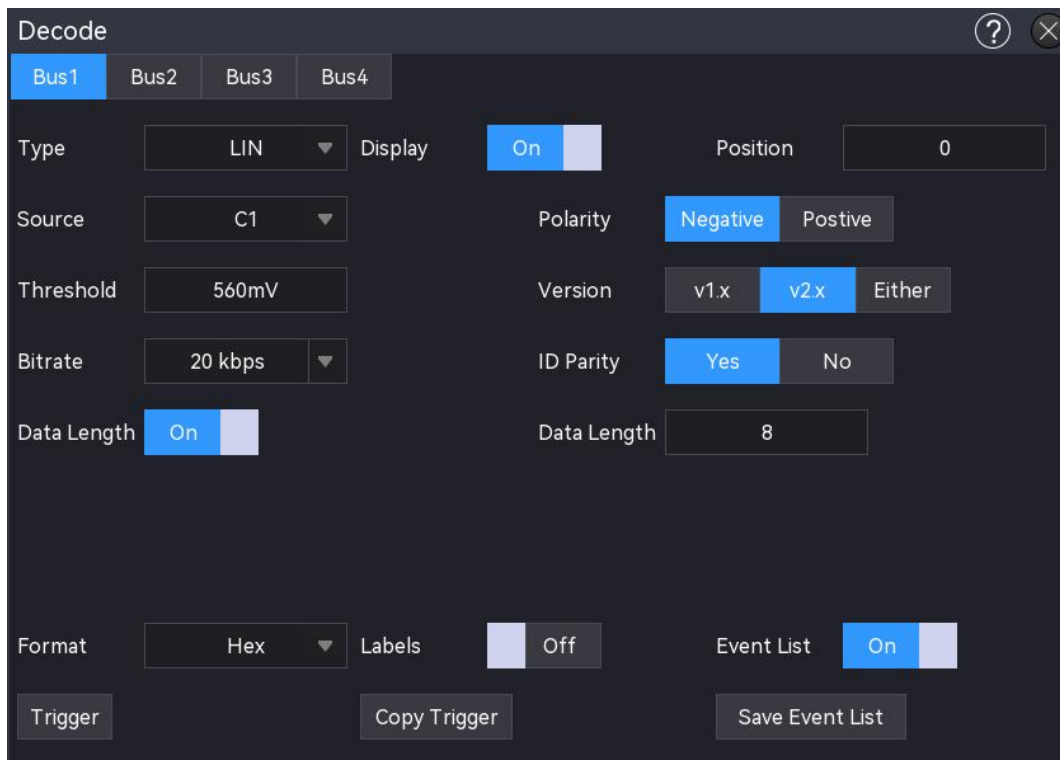 Decode
Bus1 Bus2 Bus3 Bus4
Type LIN Display On Position 0
Source C1 Polarity Negative Postive
Threshold 560mV Version v1.x v2.x Either
Bitrate 20 kbps ID Parity Yes No
Data Length On Data Length 8
Format Hex Labels Off Event List On
Trigger Copy Trigger Save Event List